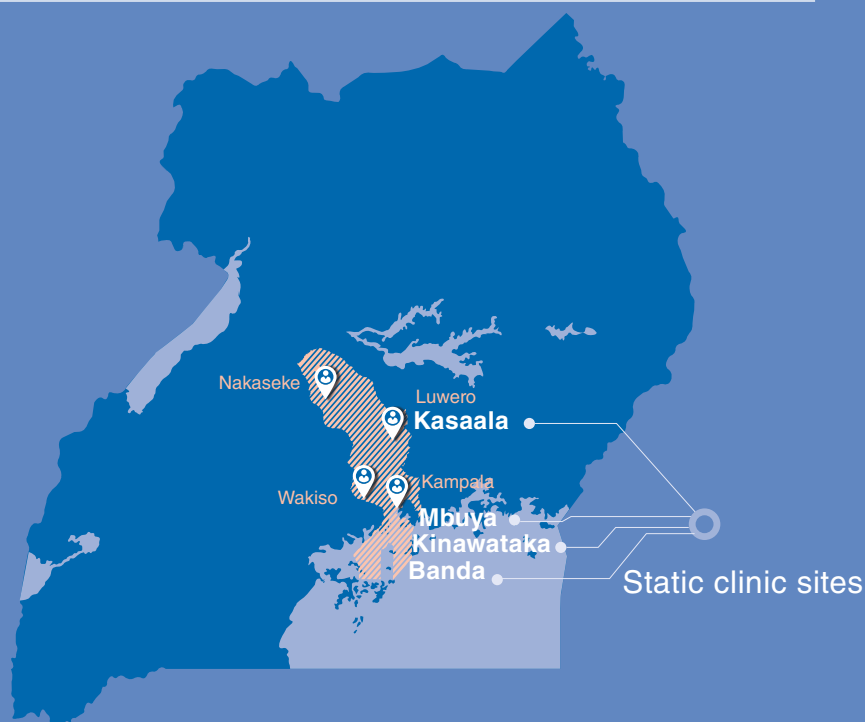 Nakaseke
Luwero
Kasaala
Kampala
Wakiso
Mbuya
Kinawataka
Banda
Static clinic sites